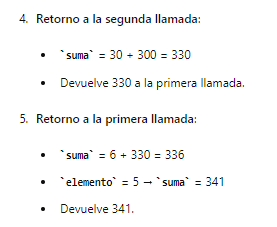 4. Retorno a la segunda llamada:
• `suma` = 30 + 300 = 330
• Devuelve 330 a la primera llamada.
5. Retorno a la primera llamada:
• `suma` = 6 + 330 = 336
• `elemento` = 5 → `suma` = 341
• Devuelve 341.